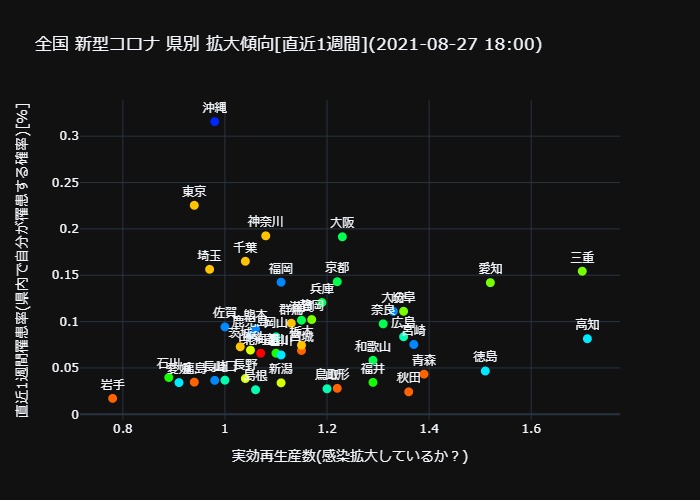 全国 新型コロナ 県別 拡大傾向[直近1週間](2021-08-27 18:00)
直近1週間罹患率(県内で自分が罹患する確率)[%]
0.3
0.25
0.2
0.15
0.1
0.05
0
沖縄
東京
神奈川
大阪
千葉
埼玉
福岡
京都
兵庫
愛知
三重
高知
佐賀
熊本
奈良
広島
宮崎
和歌山
徳島
石川
長野
島根
新潟
福井
青森
秋田
岩手
0.8
1
1.2
1.4
1.6
実効再生産数(感染拡大しているか？)